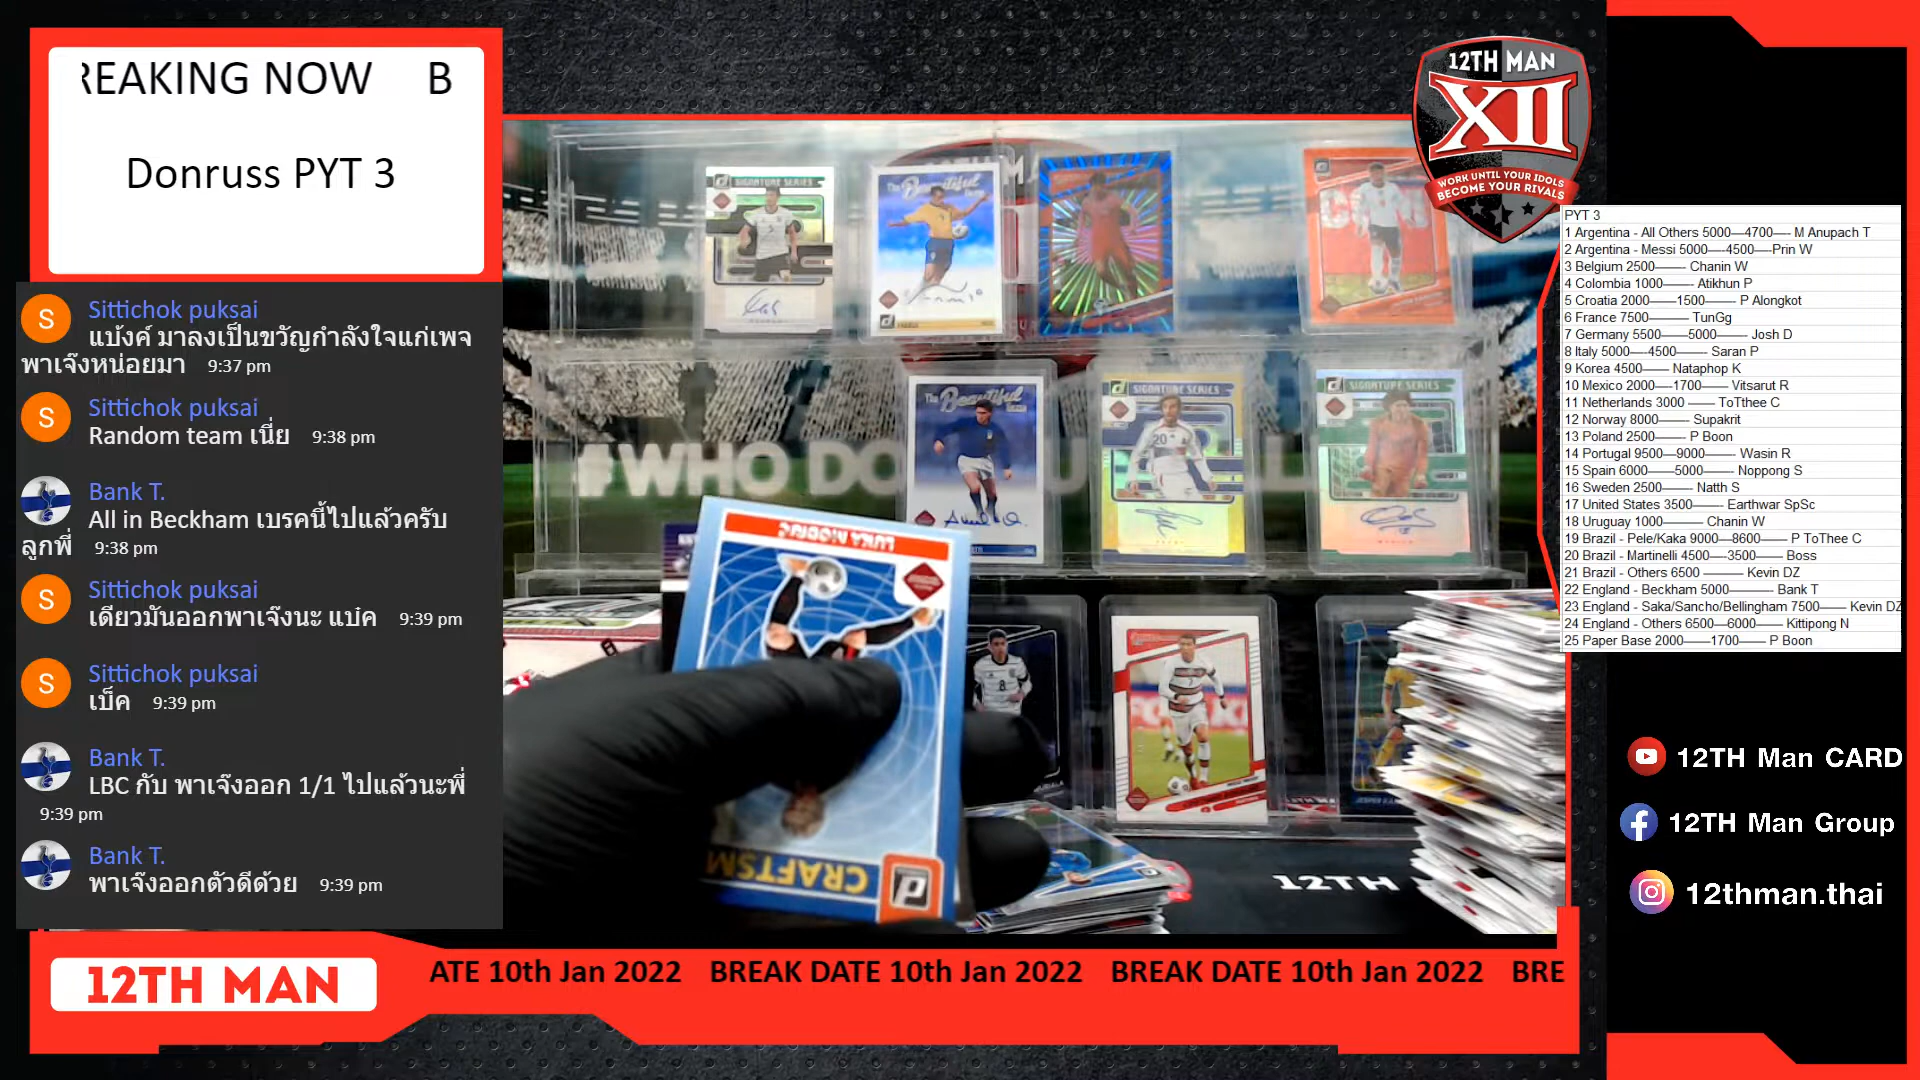 REAKING NOW B
Donruss PYT 3
Sittichok puksai
แบ้งค์ มาลงเป็นขวัญกำลังใจแก่เพจ
พาเจ๊งหน่อยมา 9:37 pm
Sittichok puksai
Random team เนี่ย 9:38 pm
Bank T.
All in Beckham เบรคนี้ไปแล้วครับ
ลูกพี่ 9:38 pm
Sittichok puksai
เดียวมันออกพาเจ๊งนะ แบ๋ค 9:39 pm
Sittichok puksai
เบ็ค 9:39 pm
Bank T.
LBC กับ พาเจ๊งออก 1/1 ไปแล้วนะพี่
9:39 pm
Bank T.
พาเจ๊งออกตัวดีด้วย 9:39 pm
12TH MAN
XII
WORK UNTIL YOUR IDOLS
BECOME YOUR RIVALS
SIGNATURE SERIES
The Beautiful
The Beautiful
SIGNATURE SERIES
SIGNATURE SERIES
20
#WHO DO
LUKA MODRIC
CRAFTSM
12TH
PYT 3
1 Argentina - All Others 5000—4700—- M Anupach T
2 Argentina - Messi 5000—-4500—-Prin W
3 Belgium 2500——- Chanin W
4 Colombia 1000——- Atikhun P
5 Croatia 2000——1500——- P Alongkot
6 France 7500——— TunGg
7 Germany 5500——5000——- Josh D
8 Italy 5000—-4500——- Saran P
9 Korea 4500—— Nataphop K
10 Mexico 2000—-1700—— Vitsarut R
11 Netherlands 3000 —— ToTthee C
12 Norway 8000——- Supakrit
13 Poland 2500——- P Boon
14 Portugal 9500—9000——- Wasin R
15 Spain 6000——5000——- Noppong S
16 Sweden 2500——- Natth S
17 United States 3500——- Earthwar SpSc
18 Uruguay 1000——— Chanin W
19 Brazil - Pele/Kaka 9000—8600—— P ToThee C
20 Brazil - Martinelli 4500—-3500—— Boss
21 Brazil - Others 6500 ——— Kevin DZ
22 England - Beckham 5000———- Bank T
23 England - Saka/Sancho/Bellingham 7500—— Kevin DZ
24 England - Others 6500—6000—— Kittipong N
25 Paper Base 2000——1700—— P Boon
12TH Man CARD
12TH Man Group
12thman.thai
12TH MAN
ATE 10th Jan 2022 BREAK DATE 10th Jan 2022 BREAK DATE 10th Jan 2022 BRE